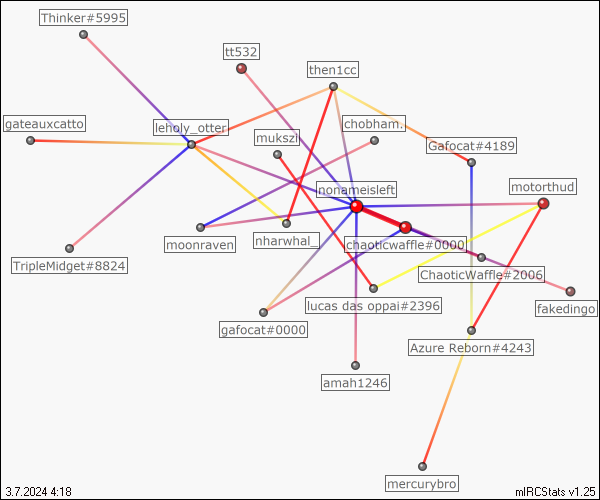 Thinker#5995
tt532
then1cc
gateauxcatto
leholy_otter
mukszi
chobham.
Gafocat#4189
nonameisleft
motorthud
moonraven
nharwhal_
chaoticwaffle#0000
TripleMidget#8824
ChaoticWaffle#2006
lucas das oppai#2396
fakedingo
gafocat#0000
Azure Reborn#4243
amah1246
mercurybro
3.7.2024 4:18
mIRCStats v1.25